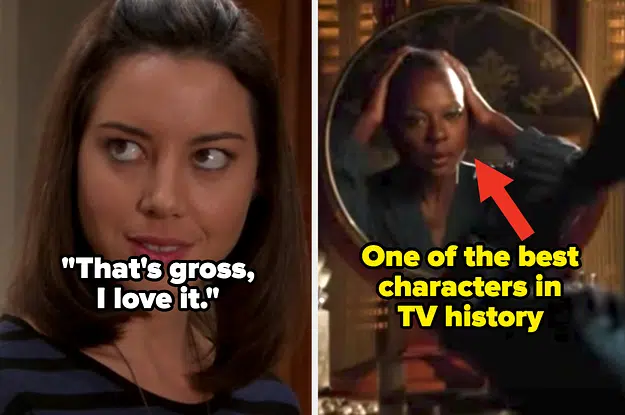 "That's gross,
I love it."
One of the best
characters in
TV history